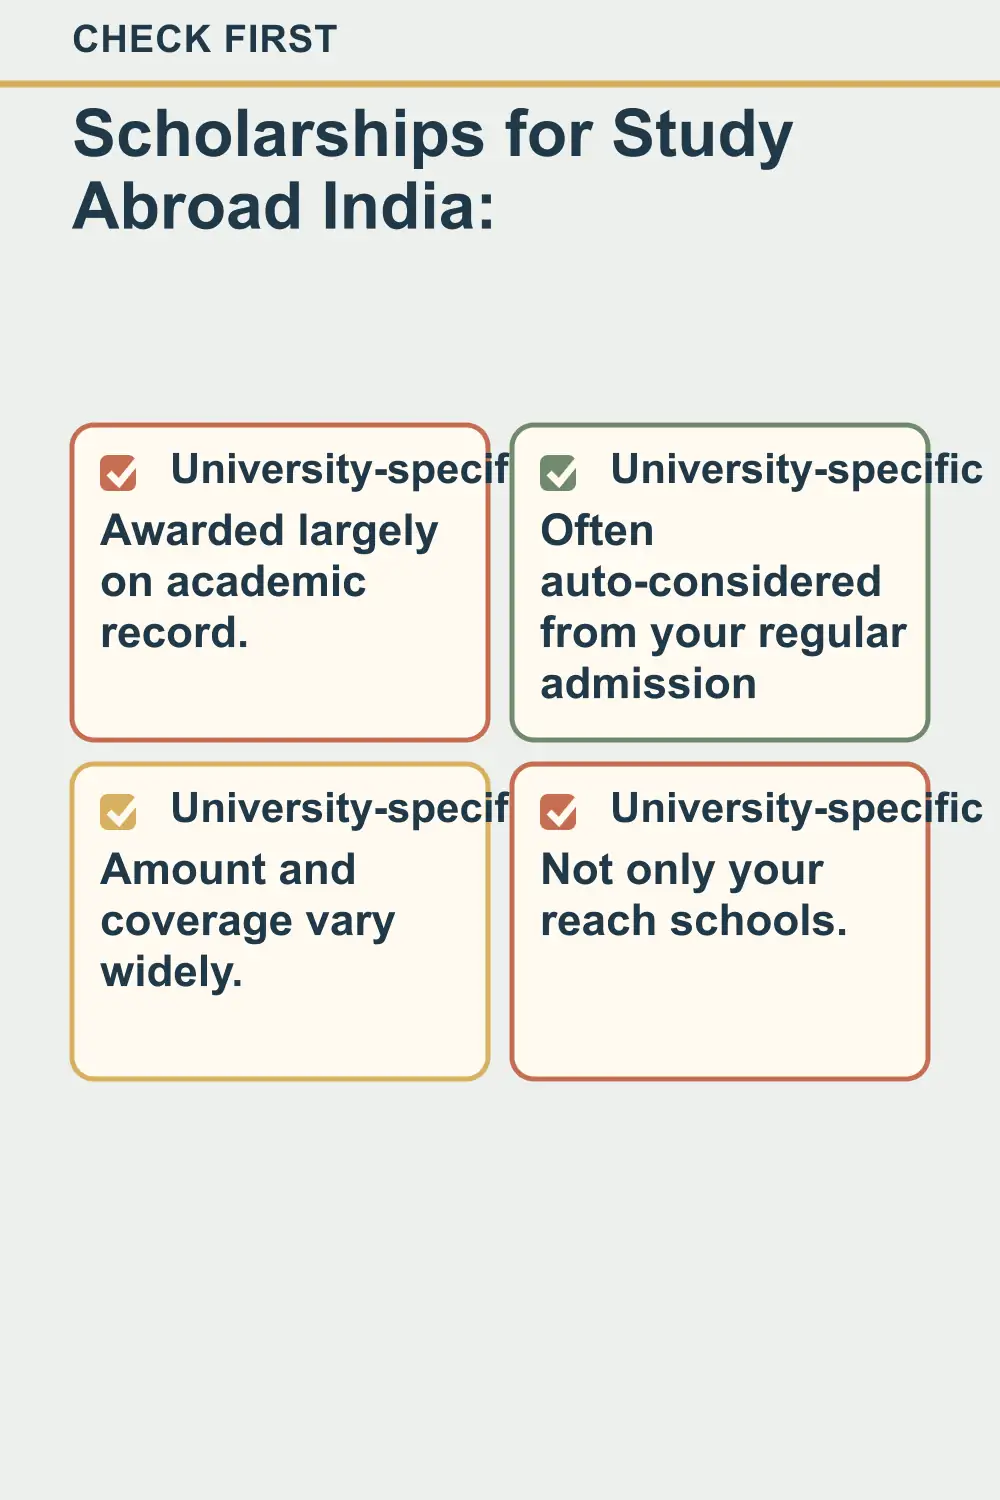 CHECK FIRST
Scholarships for Study
Abroad India:
University-specif
Awarded largely
on academic
record.
University-specific
Often
auto-considered
from your regular
admission
University-specif
Amount and
coverage vary
widely.
University-specific
Not only your
reach schools.